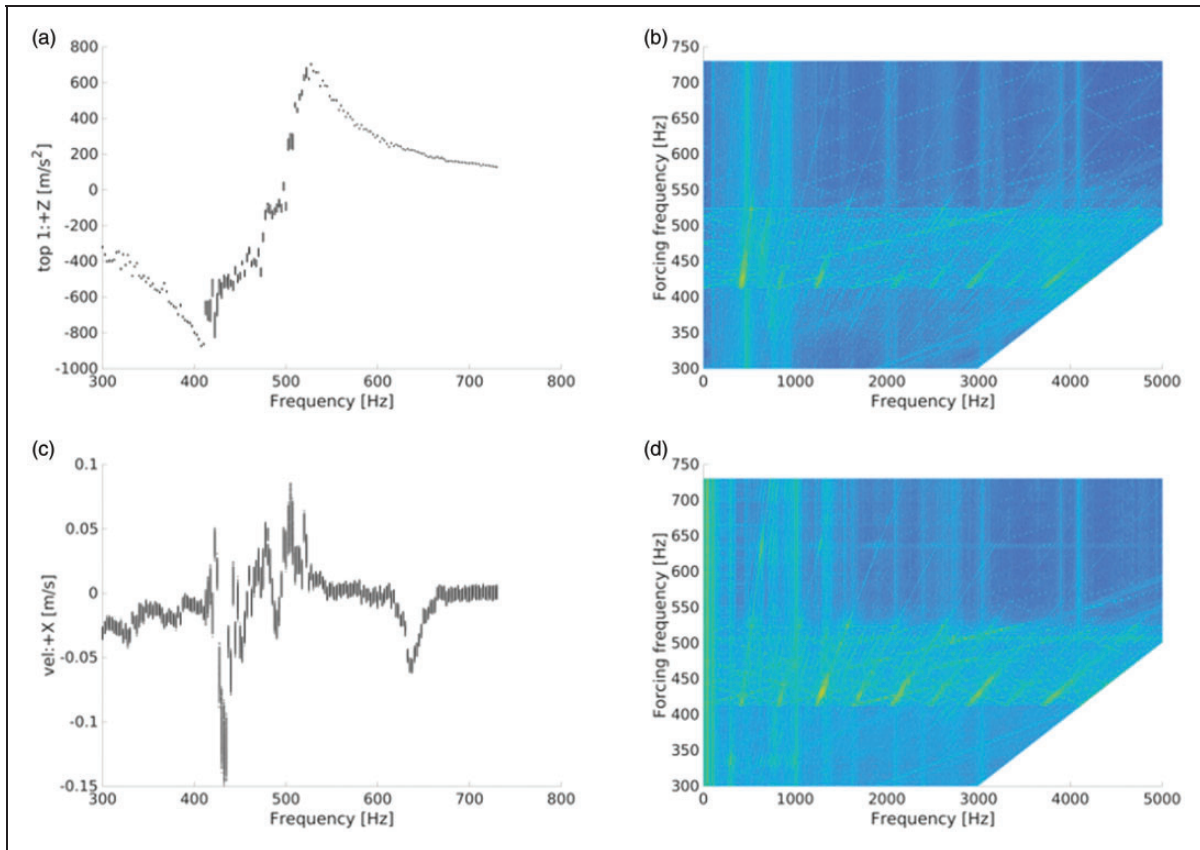 (a)
800
600
400
200
0
-200
-400
-600
-800
-1000
top 1:+Z [m/s²]
300 400 500 600 700 800
Frequency [Hz]
(b)
750
700
650
600
550
500
450
400
350
300
Forcing frequency [Hz]
0 1000 2000 3000 4000 5000
Frequency [Hz]
(c)
0.1
0.05
0
-0.05
-0.1
-0.15
vel:+X [m/s]
300 400 500 600 700 800
Frequency [Hz]
(d)
750
700
650
600
550
500
450
400
350
300
Forcing frequency [Hz]
0 1000 2000 3000 4000 5000
Frequency [Hz]